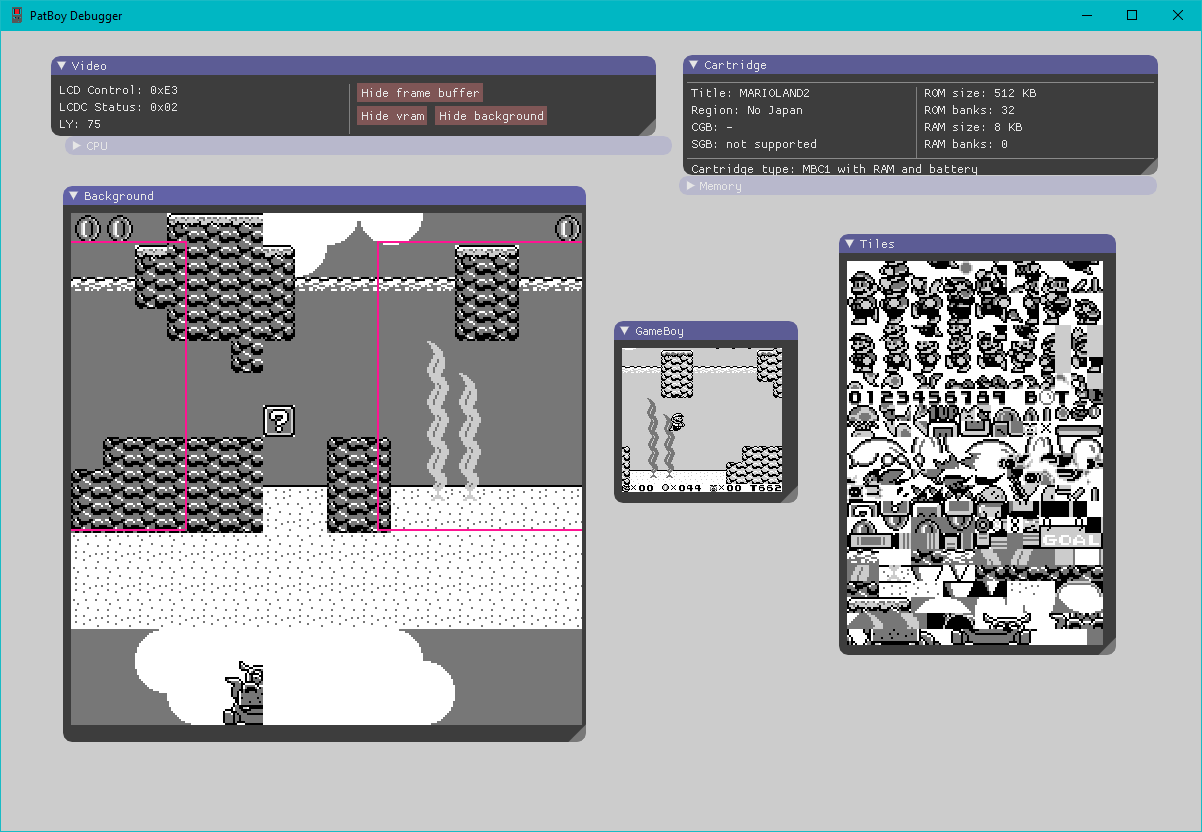 PatBoy Debugger
Video
LCD Control: 0xE3
LCDC Status: 0x02
LY: 75
Hide frame buffer
Hide vram
Hide background
CPU
Cartridge
Title: MARIOLAND2
Region: No Japan
CGB: -
SGB: not supported
ROM size: 512 KB
ROM banks: 32
RAM size: 8 KB
RAM banks: 0
Cartridge type: MBC1 with RAM and battery
Memory
Background
?
GameBoy
×00 ×044 ×00 T552
Tiles
0123456789
GOAL